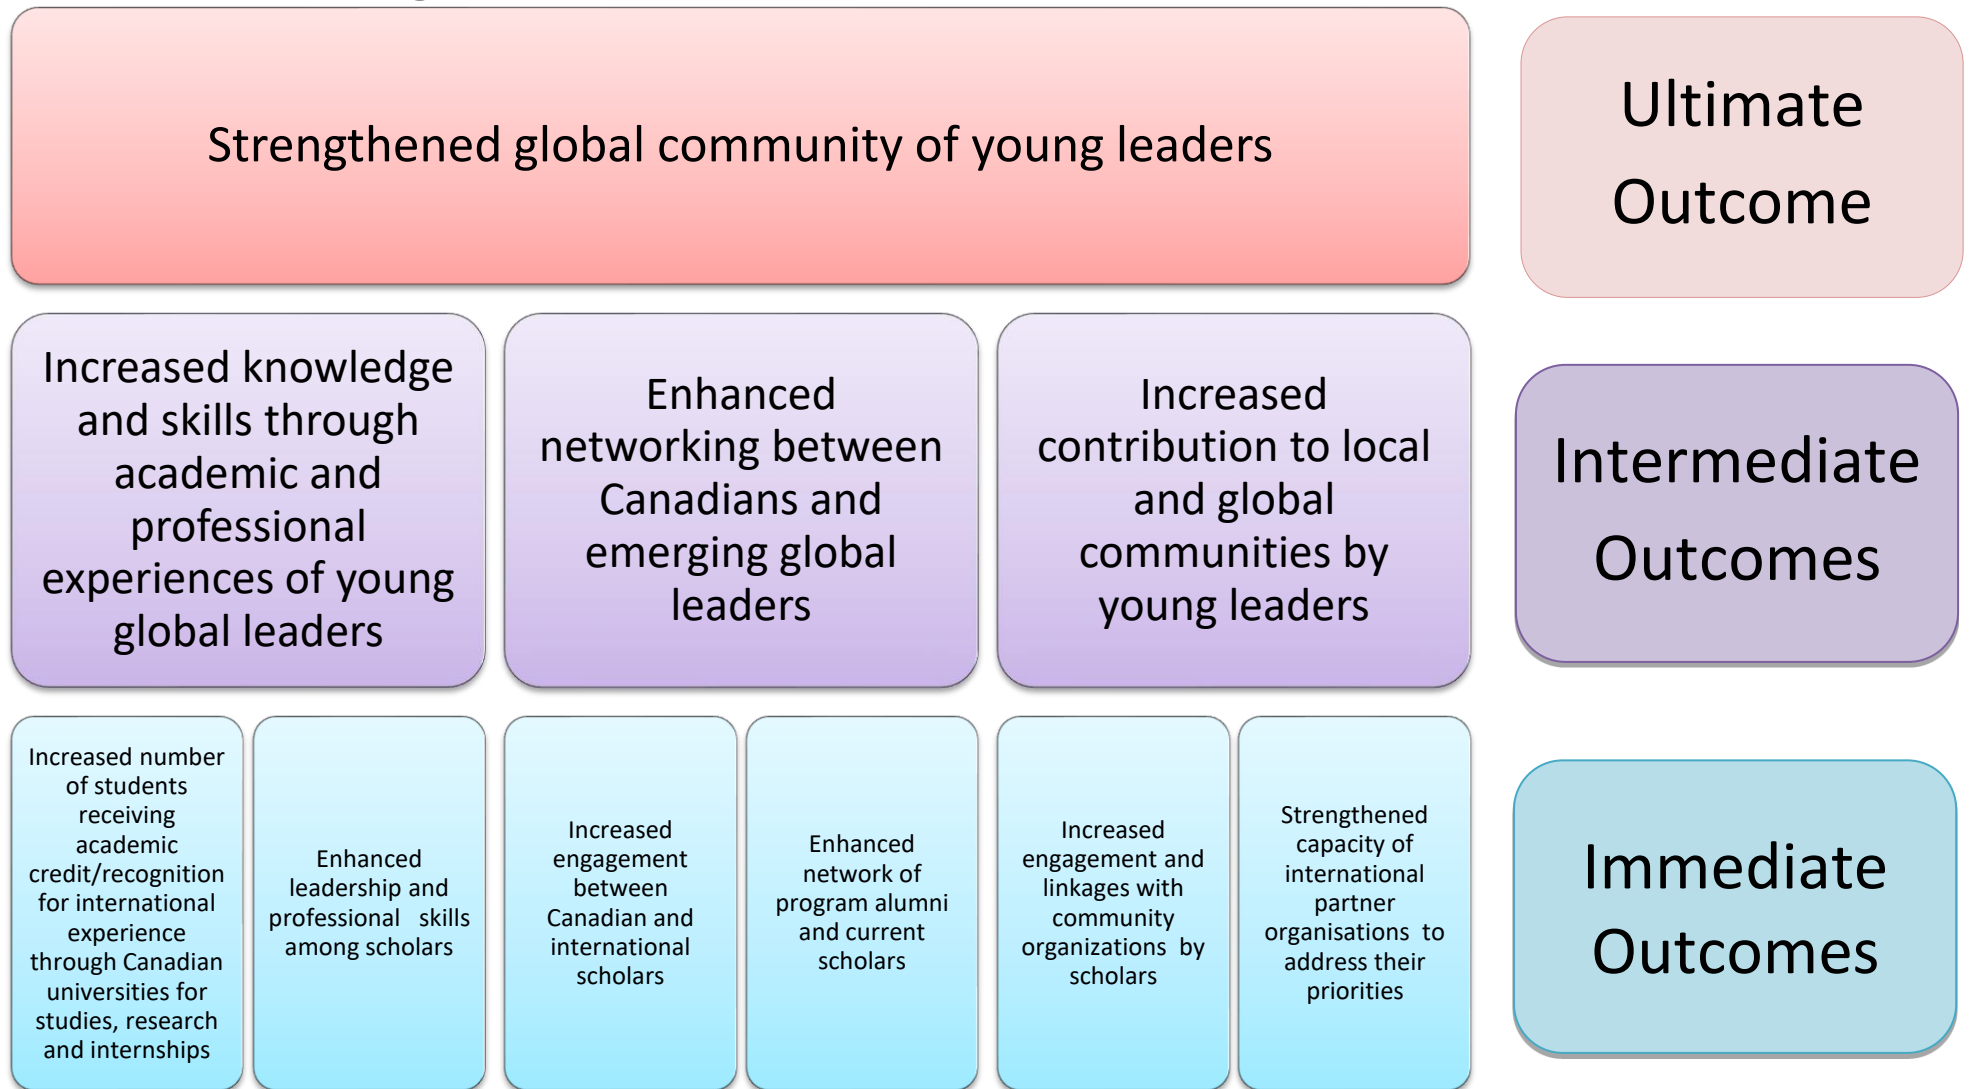 Strengthened global community of young leaders
Ultimate
Outcome
Increased knowledge
and skills through
academic and
professional
experiences of young
global leaders
Enhanced
networking between
Canadians and
emerging global
leaders
Increased
contribution to local
and global
communities by
young leaders
Intermediate
Outcomes
Increased number
of students
receiving
academic
credit/recognition
for international
experience
through Canadian
universities for
studies, research
and internships
Enhanced
leadership and
professional skills
among scholars
Increased
engagement
between
Canadian and
international
scholars
Enhanced
network of
program alumni
and current
scholars
Increased
engagement and
linkages with
community
organizations by
scholars
Strengthened
capacity of
international
partner
organisations to
address their
priorities
Immediate
Outcomes